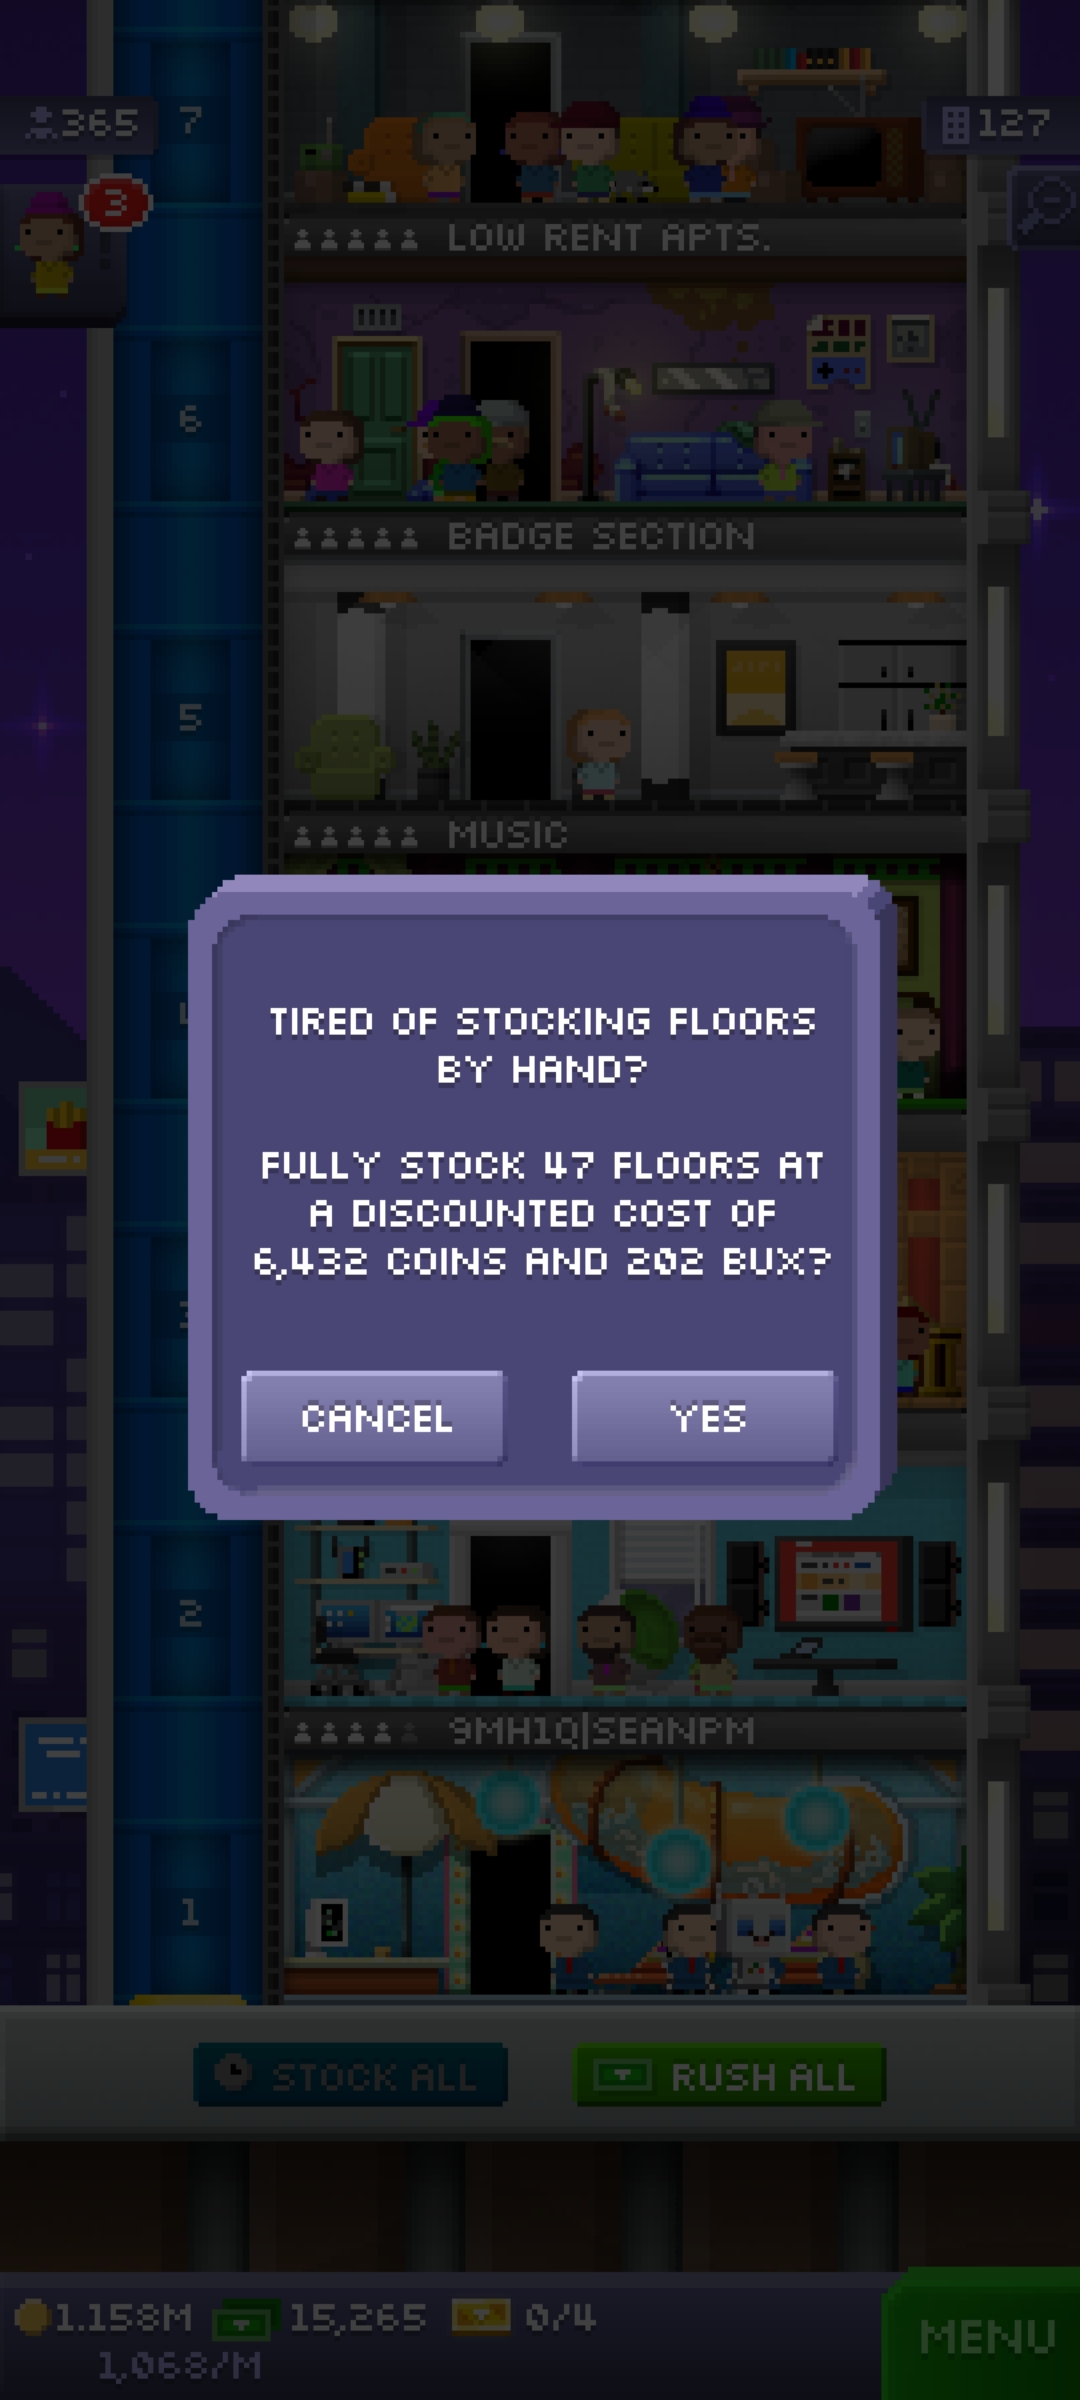 365
7
127
3
LOW RENT APTS.
6
BADGE SECTION
5
MUSIC
TIRED OF STOCKING FLOORS
BY HAND?
FULLY STOCK 47 FLOORS AT
A DISCOUNTED COST OF
6,432 COINS AND 202 BUX?
CANCEL
YES
2
9MH1Q|SEANPM
1
STOCK ALL
RUSH ALL
1.158M
15,265
0/4
MENU
1,068/M